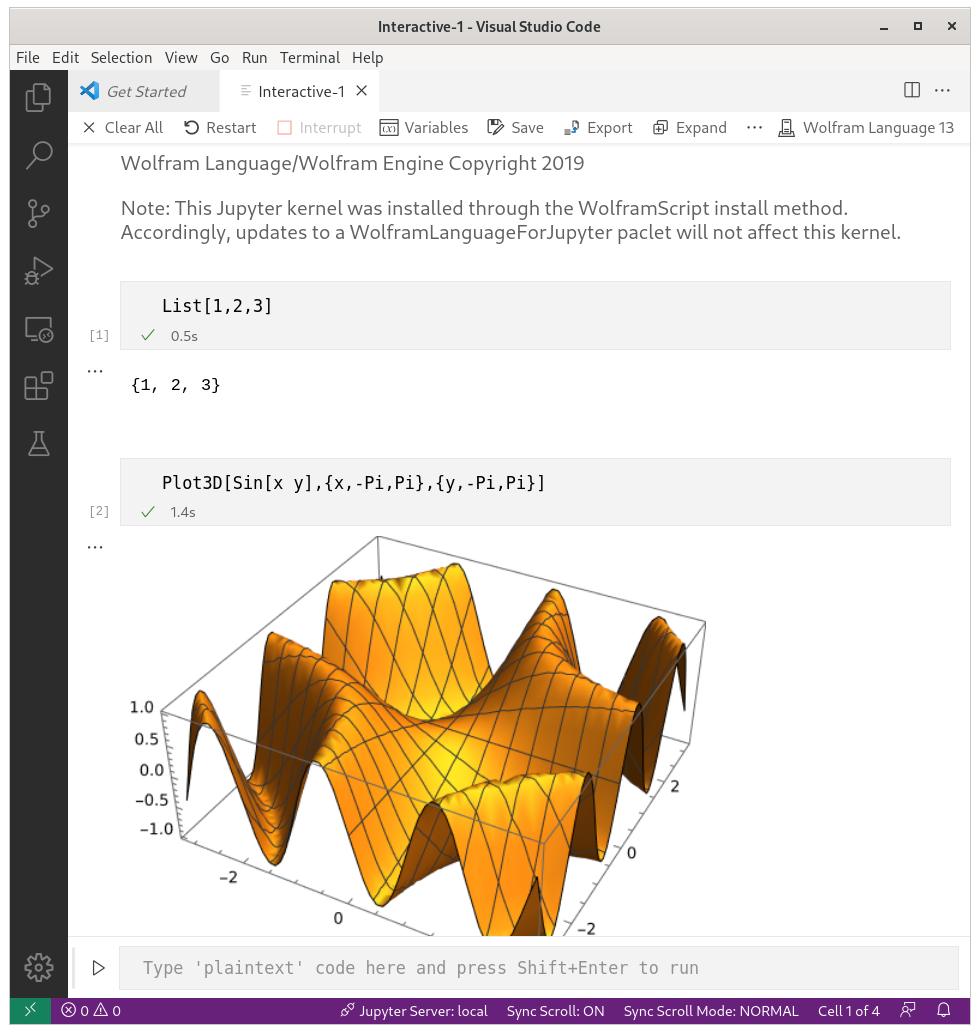 Interactive-1 - Visual Studio Code
File Edit Selection View Go Run Terminal Help
Get Started Interactive-1
Clear All Restart Interrupt Variables Save Export Expand ... Wolfram Language 13
Wolfram Language/Wolfram Engine Copyright 2019
Note: This Jupyter kernel was installed through the WolframScript install method.
Accordingly, updates to a WolframLanguageForJupyter paclet will not affect this kernel.
List[1,2,3]
[1] 0.5s
...
{1, 2, 3}
Plot3D[Sin[x y],{x,-Pi,Pi},{y,-Pi,Pi}]
[2] 1.4s
...
1.0
0.5
0.0
−0.5
−1.0
−2
0
2
0
−2
Type 'plaintext' code here and press Shift+Enter to run
0 0 Jupyter Server: local Sync Scroll: ON Sync Scroll Mode: NORMAL Cell 1 of 4